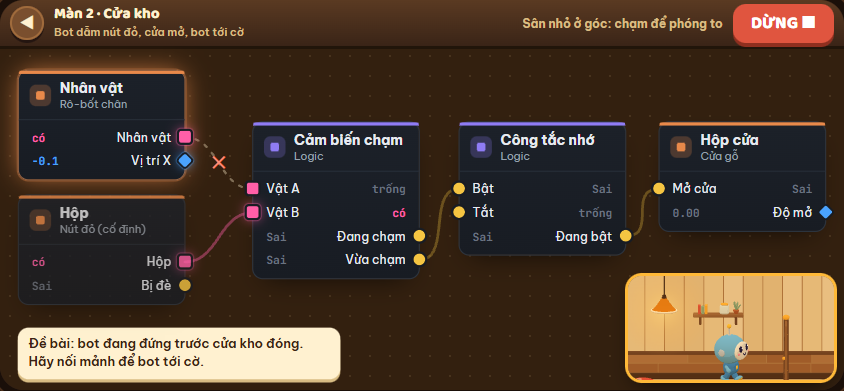 Màn 2 · Cửa kho
Bot dẫm nút đỏ, cửa mở, bot tới cờ
Sân nhỏ ở góc: chạm để phóng to
DỪNG
Nhân vật
Rô-bốt chân
có Nhân vật
-0.1 Vị trí X
Hộp
Nút đỏ (cố định)
có Hộp
Sai Bị đè
Cảm biến chạm
Logic
Vật A trống
Vật B có
Sai Đang chạm
Sai Vừa chạm
Công tắc nhớ
Logic
Bật Sai
Tắt trống
Sai Đang bật
Hộp cửa
Cửa gỗ
Mở cửa Sai
0.00 Độ mở
Đề bài: bot đang đứng trước cửa kho đóng.
Hãy nối mảnh để bot tới cờ.